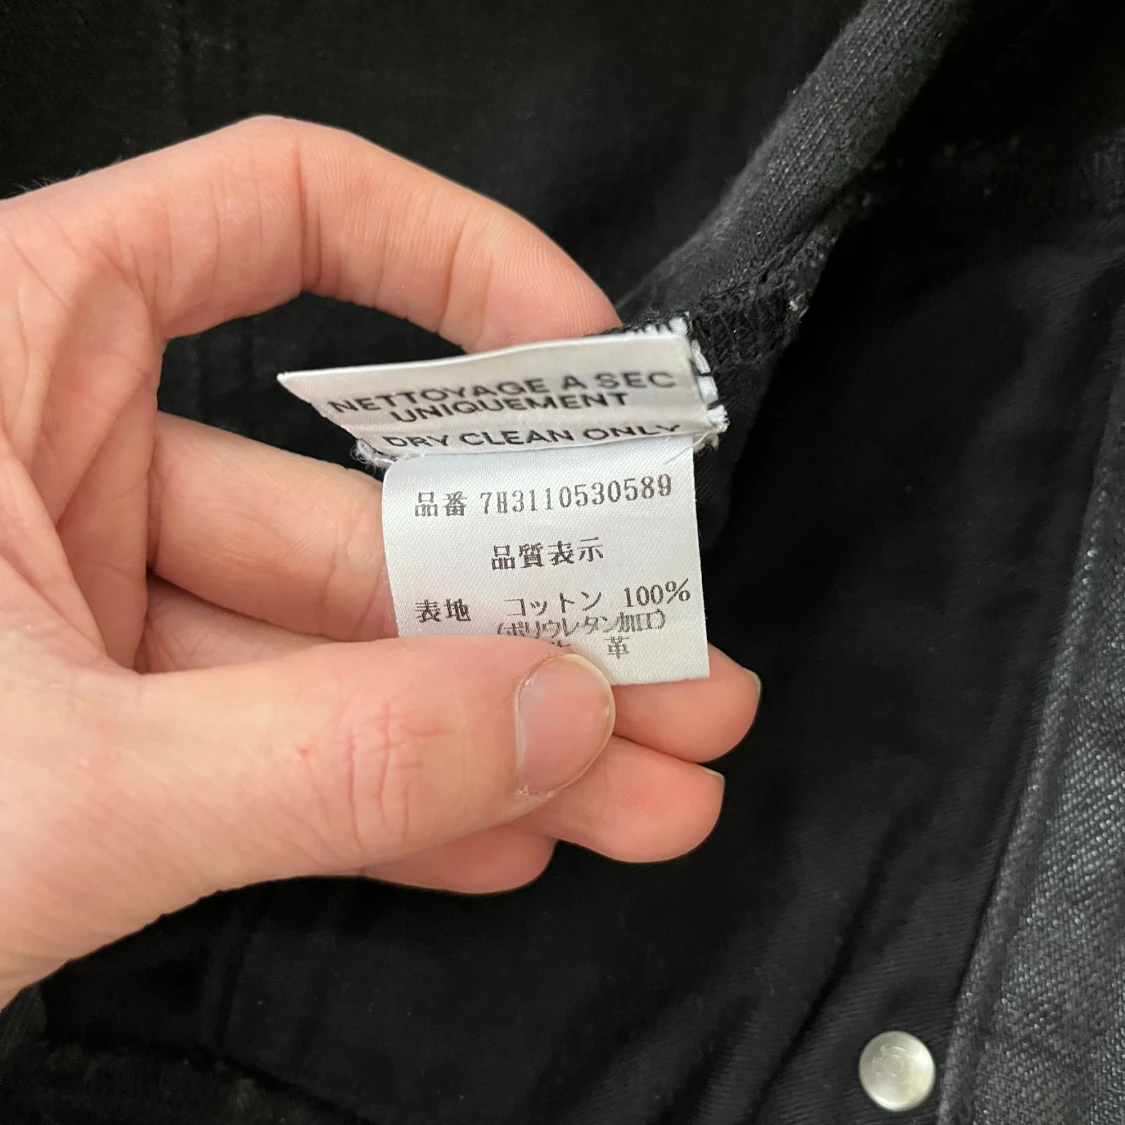 NETTOYAGE A SEC
UNIQUEMENT
DRY CLEAN ONLY
品番 7H3110530589
品質表示
表地 コットン 100%
(ポリウレタン加工)
革